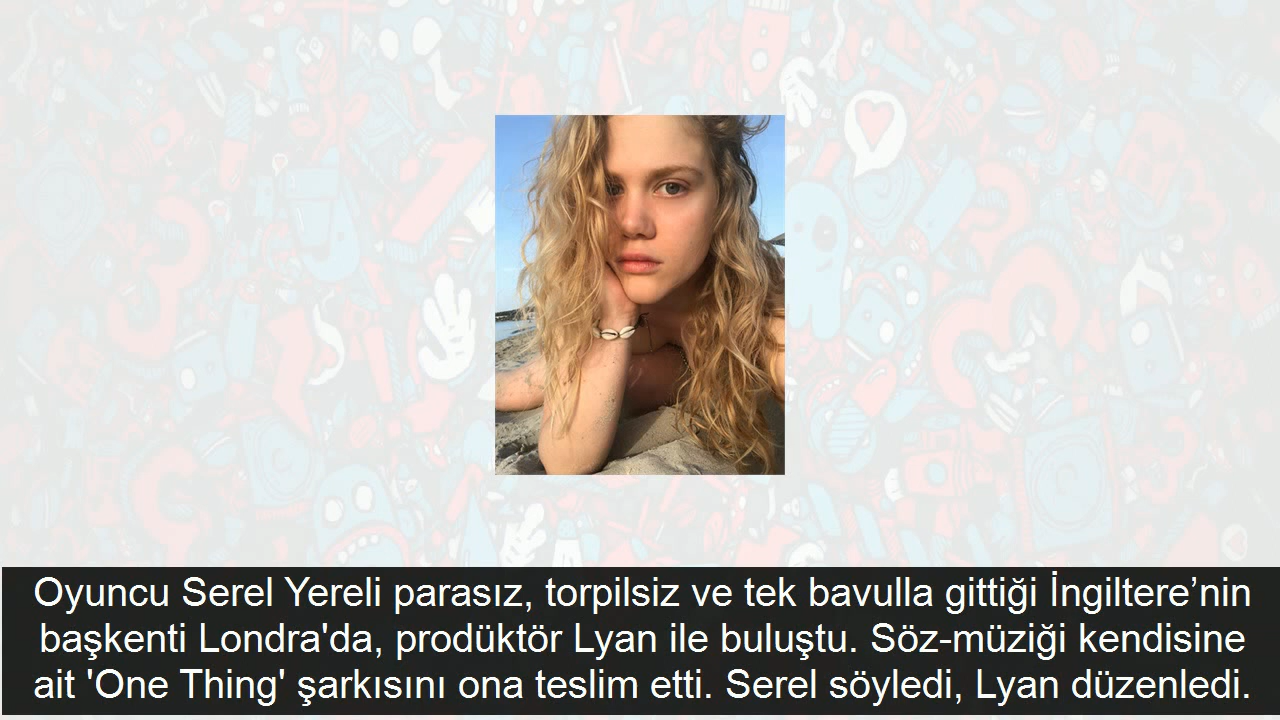 Oyuncu Serel Yereli parasız, torpilsiz ve tek bavulla gittiği İngiltere’nin
başkenti Londra'da, prodüktör Lyan ile buluştu. Söz-müziği kendisine
ait 'One Thing' şarkısını ona teslim etti. Serel söyledi, Lyan düzenledi.